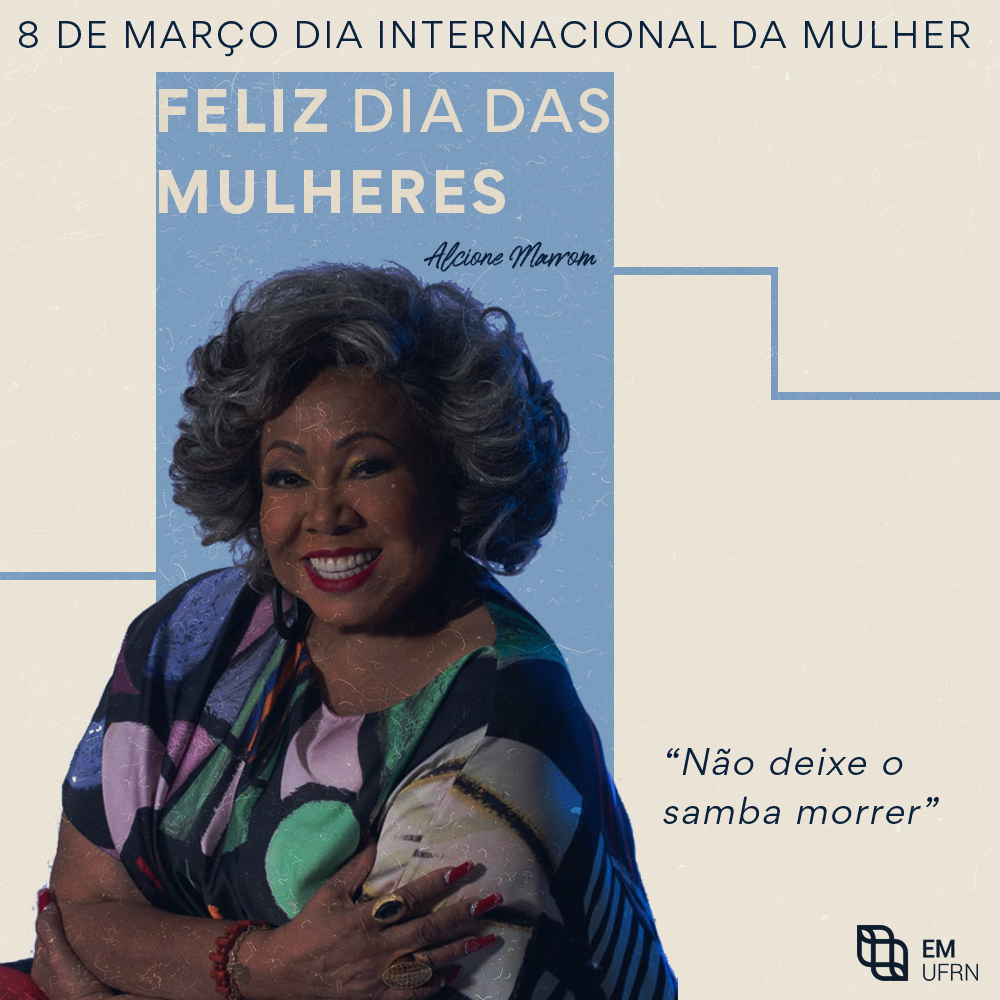 8 DE MARÇO DIA INTERNACIONAL DA MULHER
FELIZ DIA DAS
MULHERES
Alcione Marrom
“Não deixe o
samba morrer”
EM
UFRN